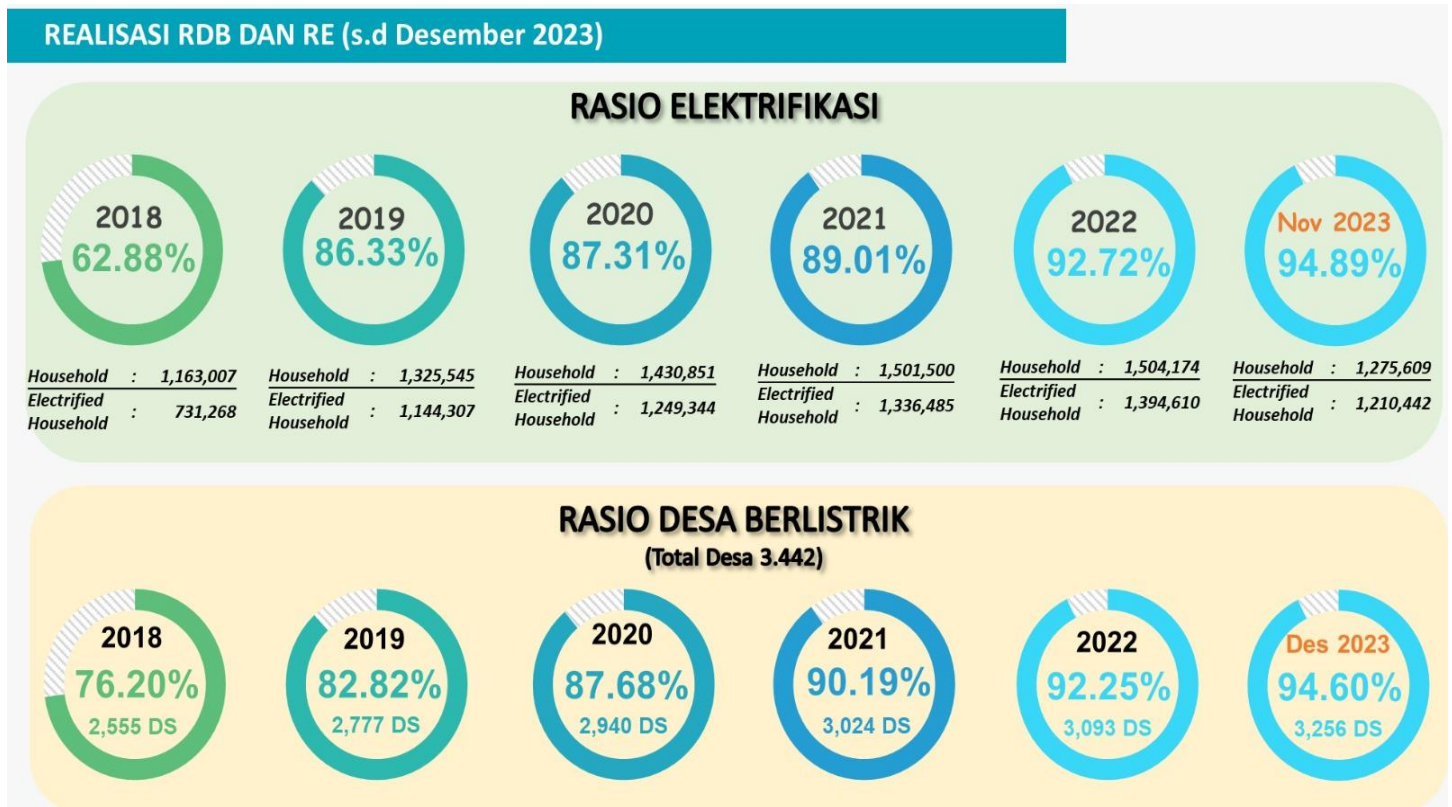 REALISASI RDB DAN RE (s.d Desember 2023)
RASIO ELEKTRIFIKASI
2018
62.88%
Household : 1,163,007
Electrified
Household : 731,268
2019
86.33%
Household : 1,325,545
Electrified
Household : 1,144,307
2020
87.31%
Household : 1,430,851
Electrified
Household : 1,249,344
2021
89.01%
Household : 1,501,500
Electrified
Household : 1,336,485
2022
92.72%
Household : 1,504,174
Electrified
Household : 1,394,610
Nov 2023
94.89%
Household : 1,275,609
Electrified
Household : 1,210,442
RASIO DESA BERLISTRIK
(Total Desa 3.442)
2018
76.20%
2,555 DS
2019
82.82%
2,777 DS
2020
87.68%
2,940 DS
2021
90.19%
3,024 DS
2022
92.25%
3,093 DS
Des 2023
94.60%
3,256 DS